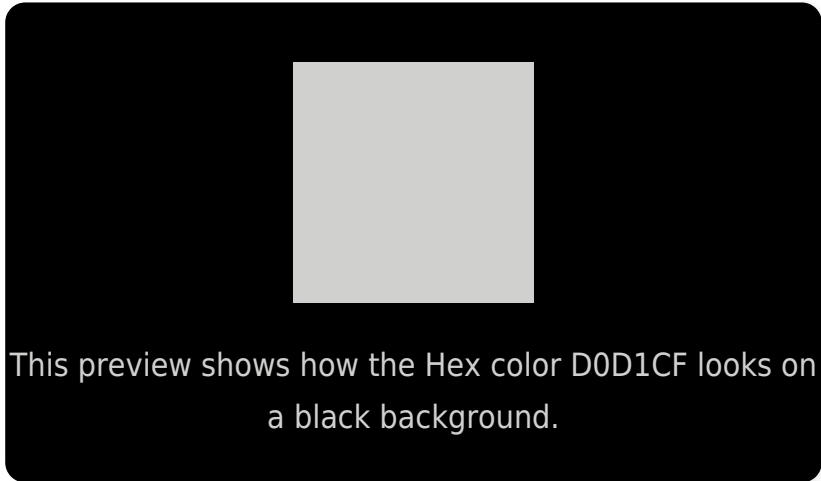 This preview shows how the Hex color D0D1CF looks on
a black background.